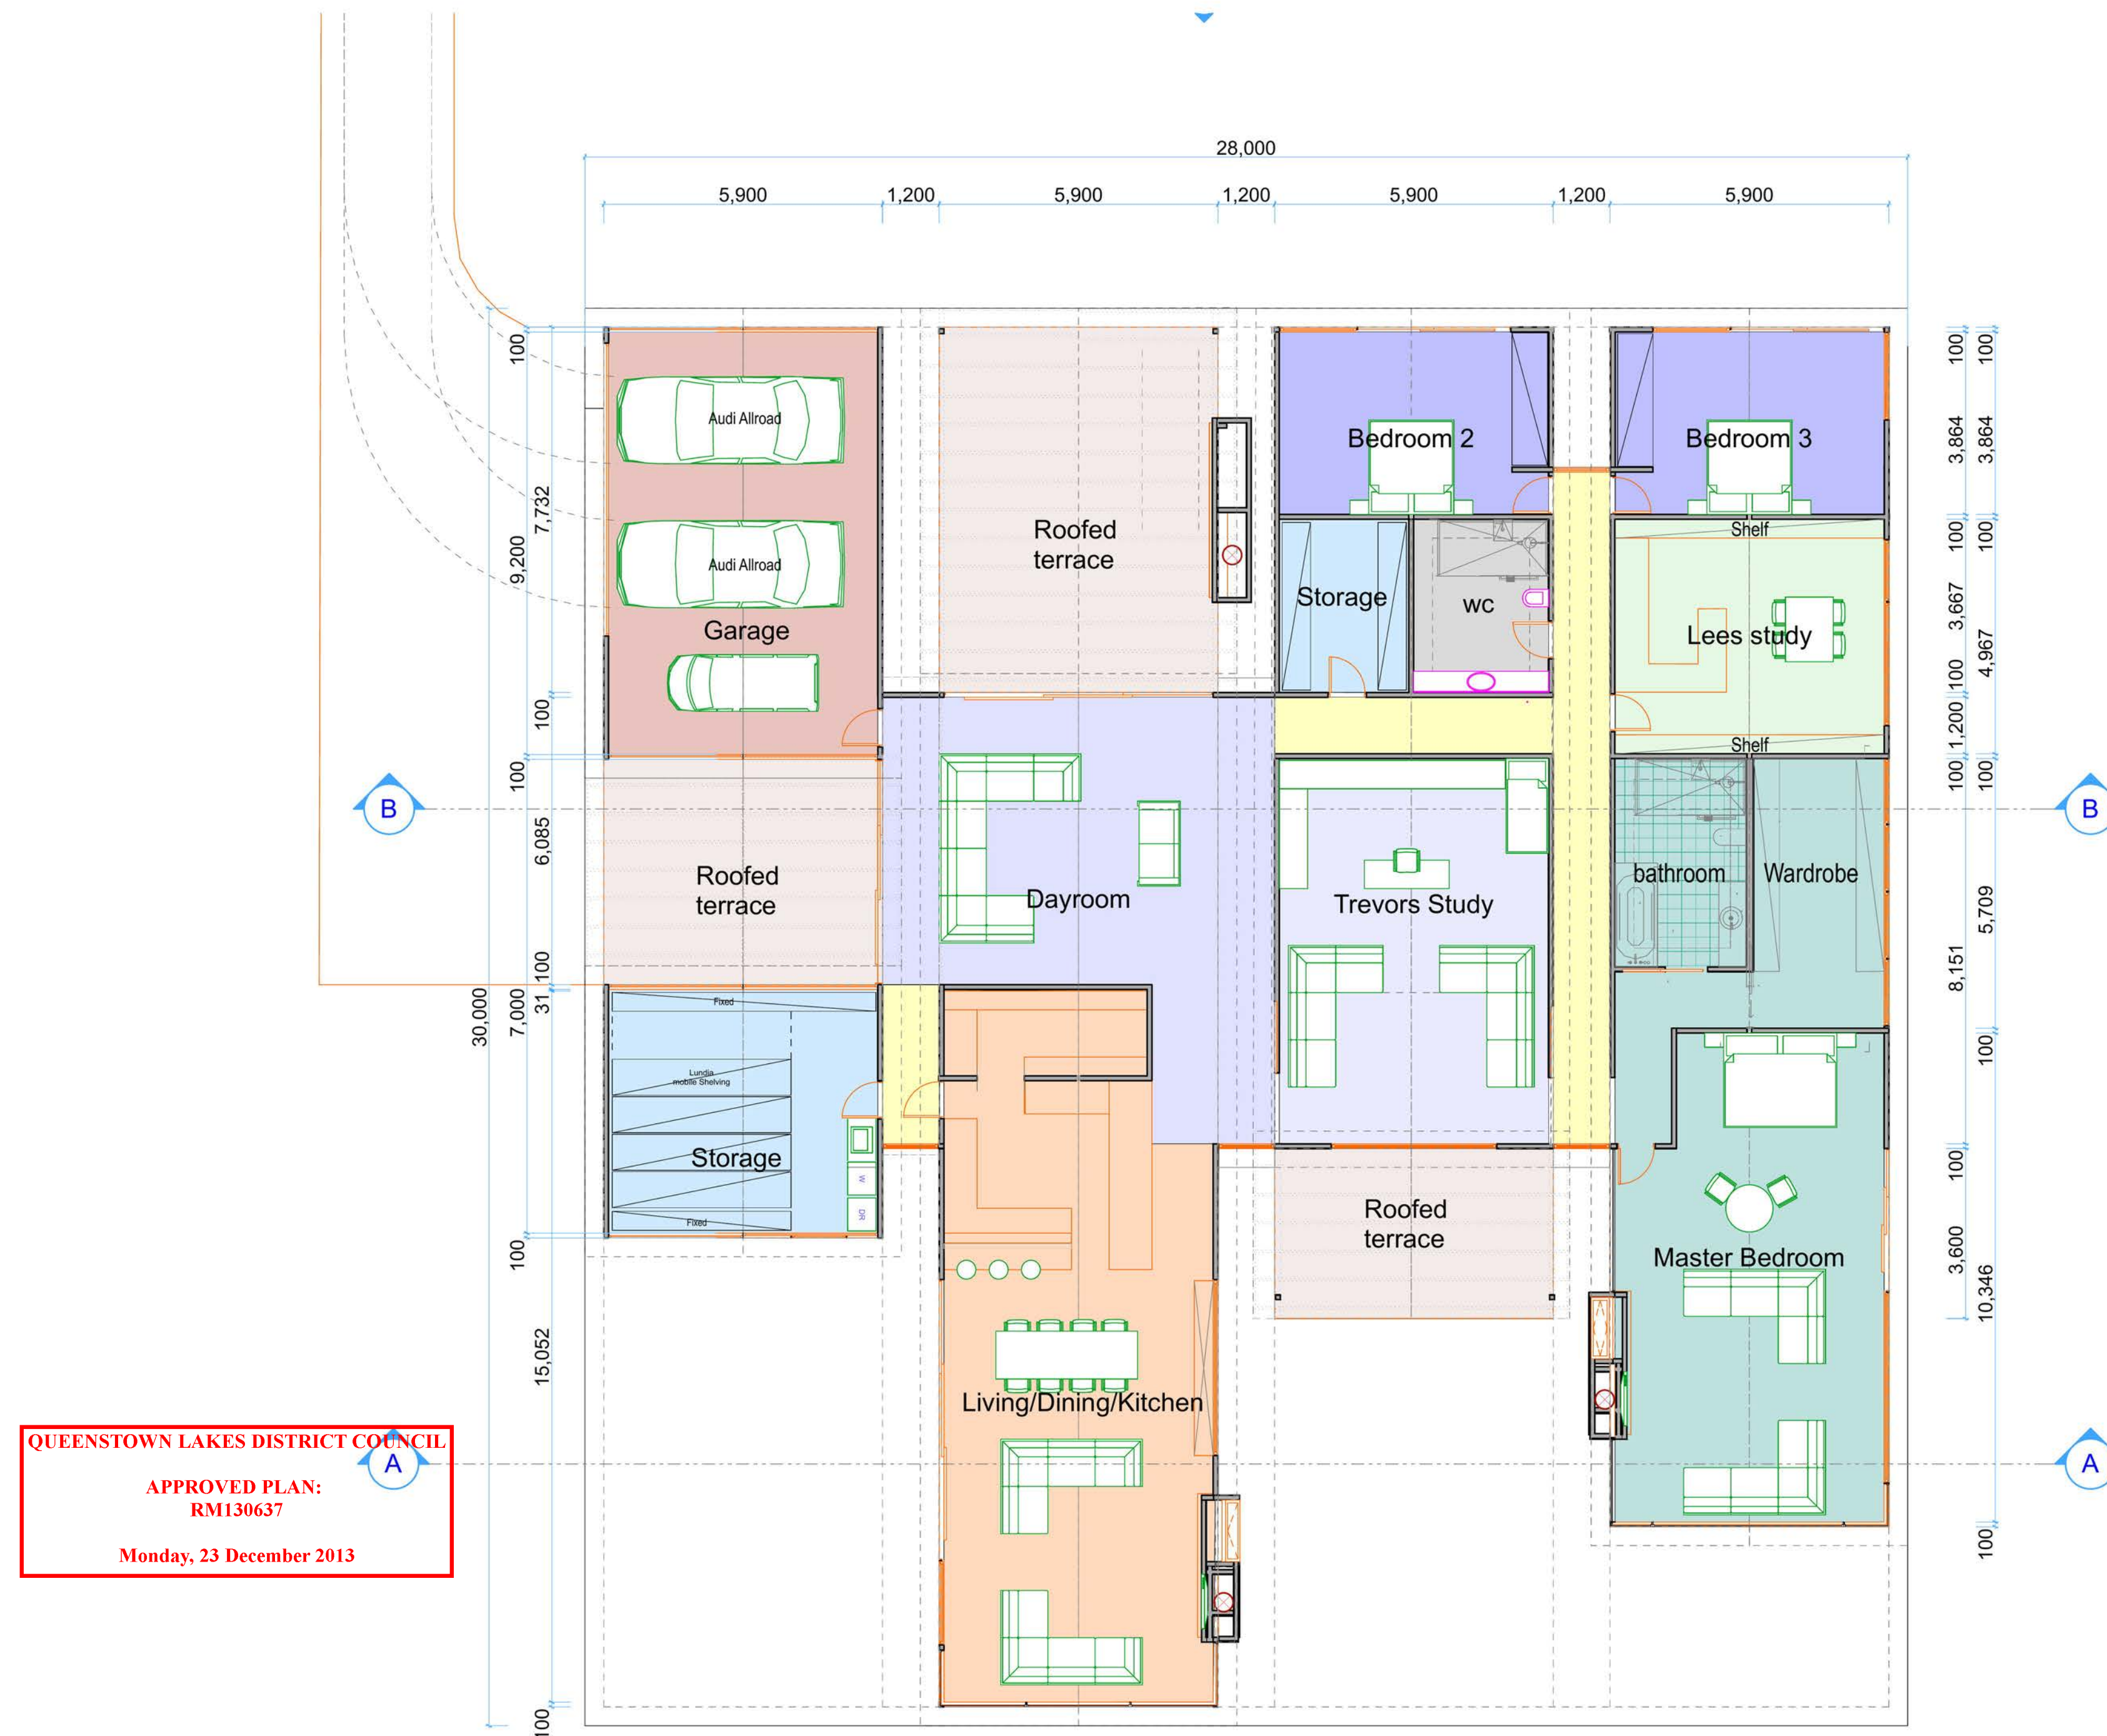 28,000
5,900
1,200
5,900
1,200
5,900
1,200
5,900
100
7,732
9,200
100
100
6,085
100
31
7,000
30,000
100
15,052
100
100
100
3,864
3,864
100
100
3,667
4,967
100
1,200
100
100
5,709
8,151
100
100
3,600
10,346
100
Audi Allroad
Audi Allroad
Garage
Roofed
terrace
Bedroom 2
Bedroom 3
Storage
wc
Shelf
Lees study
Shelf
B
B
Roofed
terrace
Dayroom
Trevors Study
bathroom
Wardrobe
Fixed
Lundia
mobile Shelving
Storage
W
DR
Fixed
Roofed
terrace
Master Bedroom
Living/Dining/Kitchen
A
A
QUEENSTOWN LAKES DISTRICT COUNCIL
APPROVED PLAN:
RM130637
Monday, 23 December 2013